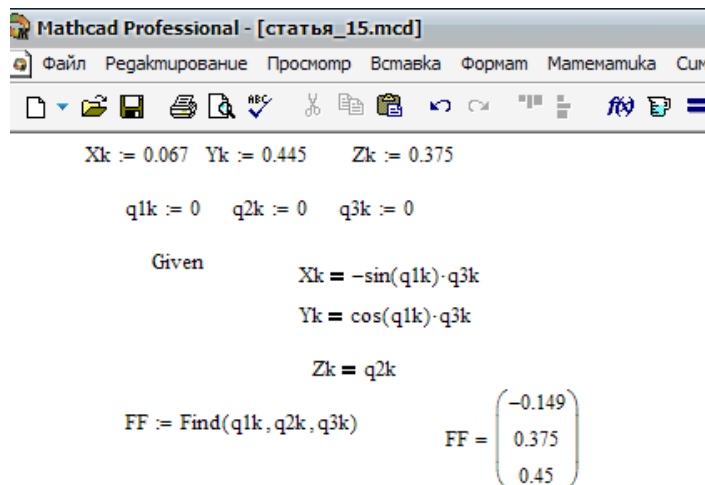 Mathcad Professional - [статья_15.mcd]
Файл Редактирование Просмотр Вставка Формат Математика Сим
ABC f(x)
Xk := 0.067 Yk := 0.445 Zk := 0.375
q1k := 0 q2k := 0 q3k := 0
Given
Xk = −sin(q1k)·q3k
Yk = cos(q1k)·q3k
Zk = q2k
FF := Find(q1k,q2k,q3k)
FF = (−0.149
0.375
0.45)